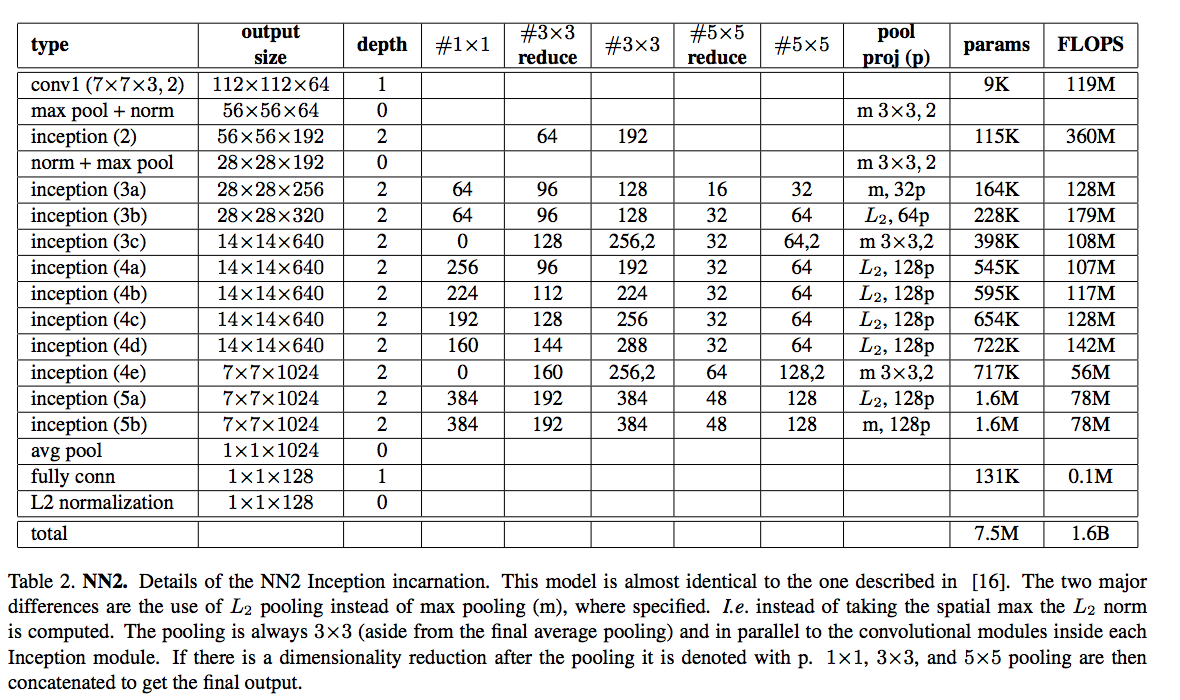 type output size depth #1×1 #3×3 reduce #3×3 #5×5 reduce #5×5 pool proj (p) params FLOPS
conv1 (7×7×3, 2) 112×112×64 1 9K 119M
max pool + norm 56×56×64 0 m 3×3, 2
inception (2) 56×56×192 2 64 192 115K 360M
norm + max pool 28×28×192 0 m 3×3, 2
inception (3a) 28×28×256 2 64 96 128 16 32 m, 32p 164K 128M
inception (3b) 28×28×320 2 64 96 128 32 64 L₂, 64p 228K 179M
inception (3c) 14×14×640 2 0 128 256,2 32 64,2 m 3×3,2 398K 108M
inception (4a) 14×14×640 2 256 96 192 32 64 L₂, 128p 545K 107M
inception (4b) 14×14×640 2 224 112 224 32 64 L₂, 128p 595K 117M
inception (4c) 14×14×640 2 192 128 256 32 64 L₂, 128p 654K 128M
inception (4d) 14×14×640 2 160 144 288 32 64 L₂, 128p 722K 142M
inception (4e) 7×7×1024 2 0 160 256,2 64 128,2 m 3×3,2 717K 56M
inception (5a) 7×7×1024 2 384 192 384 48 128 L₂, 128p 1.6M 78M
inception (5b) 7×7×1024 2 384 192 384 48 128 m, 128p 1.6M 78M
avg pool 1×1×1024 0
fully conn 1×1×128 1 131K 0.1M
L2 normalization 1×1×128 0
total 7.5M 1.6B
Table 2. NN2. Details of the NN2 Inception incarnation. This model is almost identical to the one described in [16]. The two major
differences are the use of L₂ pooling instead of max pooling (m), where specified. I.e. instead of taking the spatial max the L₂ norm
is computed. The pooling is always 3×3 (aside from the final average pooling) and in parallel to the convolutional modules inside each
Inception module. If there is a dimensionality reduction after the pooling it is denoted with p. 1×1, 3×3, and 5×5 pooling are then
concatenated to get the final output.